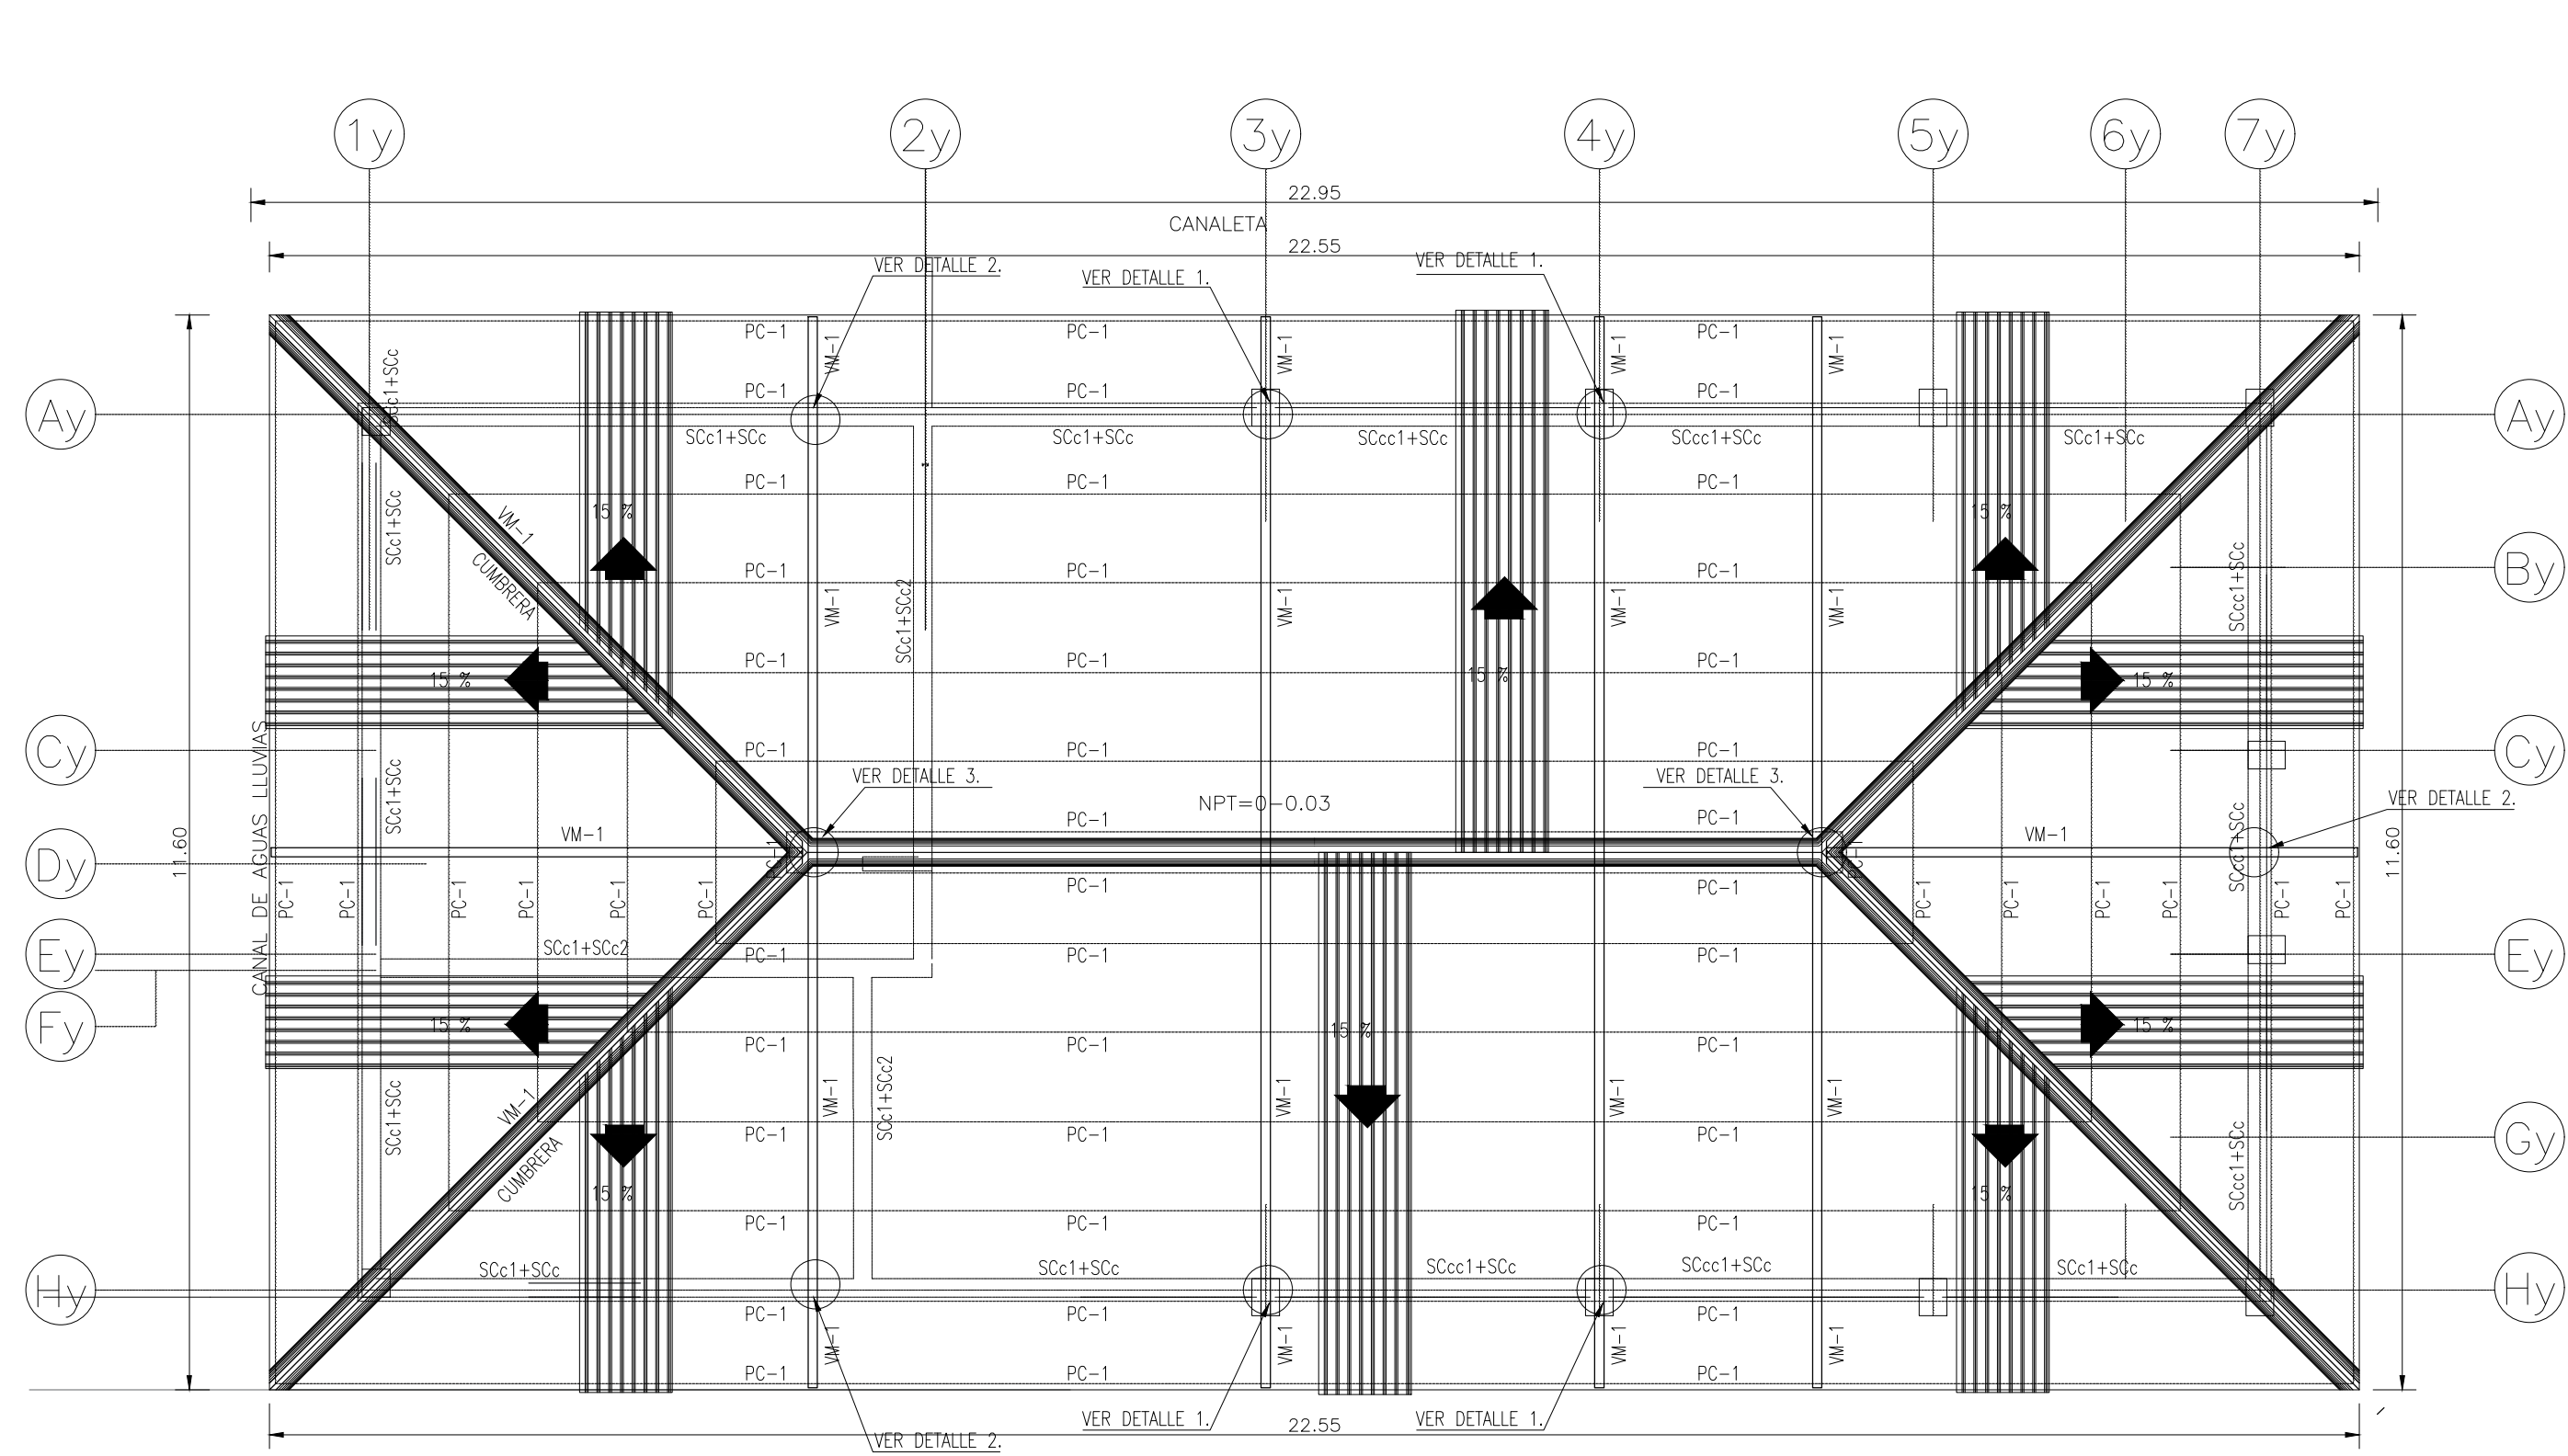 1y 2y 3y 4y 5y 6y 7y
22.95
CANALETA
22.55
VER DETALLE 2. VER DETALLE 1. VER DETALLE 1.
PC-1 PC-1 PC-1
VM-1 VM-1 VM-1 VM-1
SCc1+SCc
PC-1 PC-1 PC-1
Ay Ay
SCc1+SCc SCc1+SCc SCcc1+SCc SCcc1+SCc SCc1+SCc
PC-1 PC-1 PC-1
15 % 15 %
VM-1
SCc1+SCc
CUMBRERA
PC-1 PC-1 PC-1
By
SCcc1+SCc
VM-1 VM-1 VM-1 VM-1
SCc1+SCc2
PC-1 PC-1 PC-1
15 % 15 % 15 %
Cy PC-1 PC-1 PC-1 Cy
VER DETALLE 3. VER DETALLE 3.
SCc1+SCc
NPT=0-0.03
VER DETALLE 2.
PC-1 PC-1
VM-1 VM-1
11.60 11.60
CANAL DE AGUAS LLUVIAS
PC-1
SCcc1+SCc
Dy
PC-1 PC-1
PC-1 PC-1 PC-1 PC-1 PC-1 PC-1 PC-1 PC-1 PC-1 PC-1 PC-1 PC-1
SCc1+SCc2
Ey PC-1 PC-1 PC-1 Ey
Fy
15 % 15 % 15 %
PC-1 PC-1 PC-1
SCc1+SCc
VM-1
VM-1 VM-1 VM-1 VM-1
SCc1+SCc2
PC-1 PC-1 PC-1
Gy
CUMBRERA
SCcc1+SCc
15 % 15 %
PC-1 PC-1 PC-1
SCc1+SCc SCc1+SCc SCcc1+SCc SCcc1+SCc SCc1+SCc
Hy Hy
PC-1 PC-1 PC-1
VM-1 VM-1 VM-1 VM-1
PC-1 PC-1 PC-1
VER DETALLE 1. VER DETALLE 1.
22.55
VER DETALLE 2.